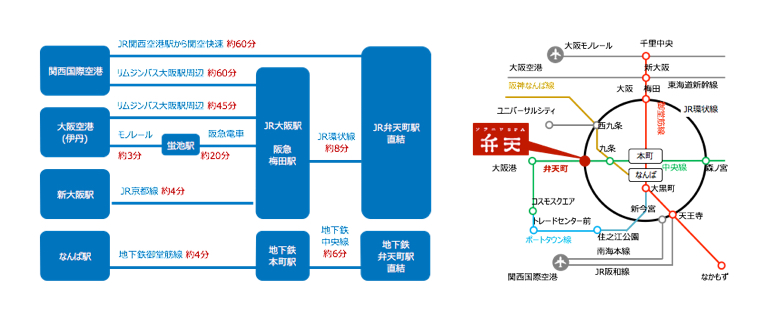 JR関西空港駅から関空快速 約60分
関西国際空港
リムジンバス大阪駅周辺 約60分
リムジンバス大阪駅周辺 約45分
大阪空港
(伊丹)
モノレール
約3分
蛍池駅
阪急電車
約20分
JR大阪駅
阪急
梅田駅
JR環状線
約8分
JR弁天町駅
直結
新大阪駅
JR京都線 約4分
なんば駅
地下鉄御堂筋線 約4分
地下鉄
本町駅
地下鉄
中央線
約6分
地下鉄
弁天町駅
直結
大阪モノレール
千里中央
大阪空港
新大阪
東海道新幹線
阪神なんば線
大阪
梅田
ユニバーサルシティ
御堂筋線
JR環状線
西九条
弁天
九条
本町
大阪港
弁天町
中央線
森ノ宮
なんば
大黒町
コスモスクエア
新今宮
天王寺
トレードセンター前
ポートタウン線
住之江公園
南海本線
関西国際空港
JR阪和線
なかもず